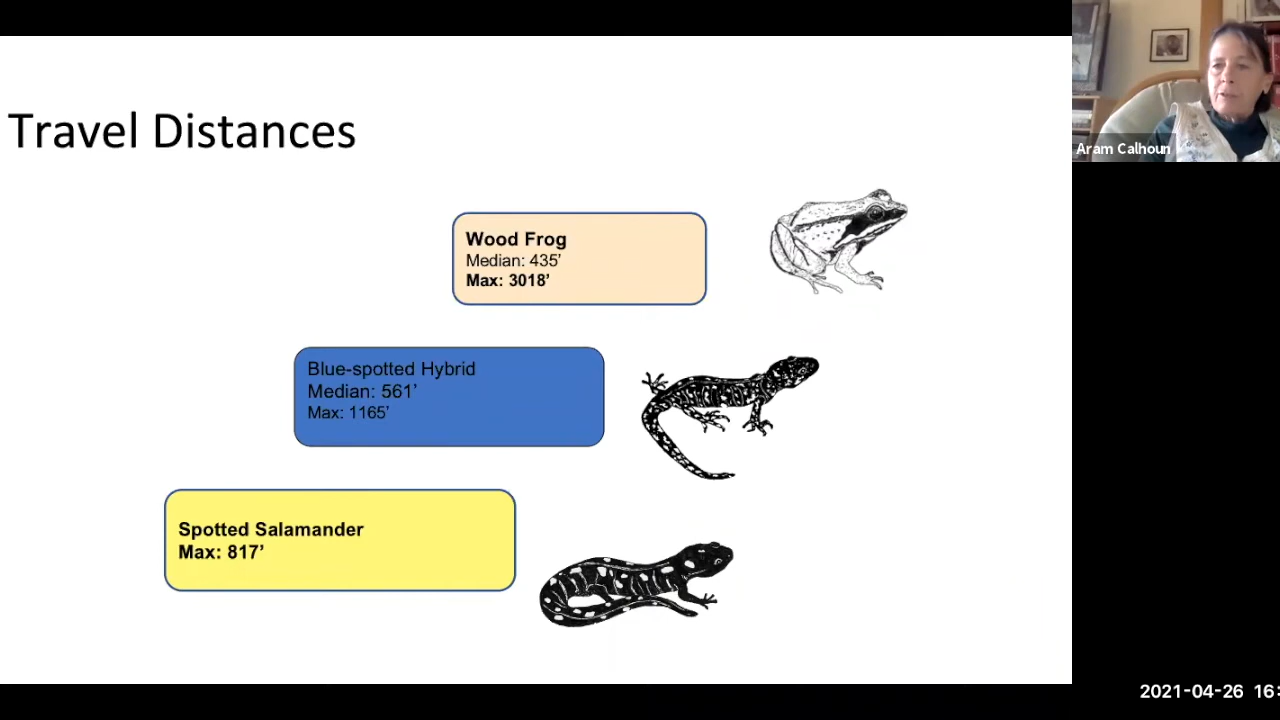 Travel Distances
Aram Calhoun
Wood Frog
Median: 435’
Max: 3018’
Blue-spotted Hybrid
Median: 561’
Max: 1165’
Spotted Salamander
Max: 817’
2021-04-26 16: